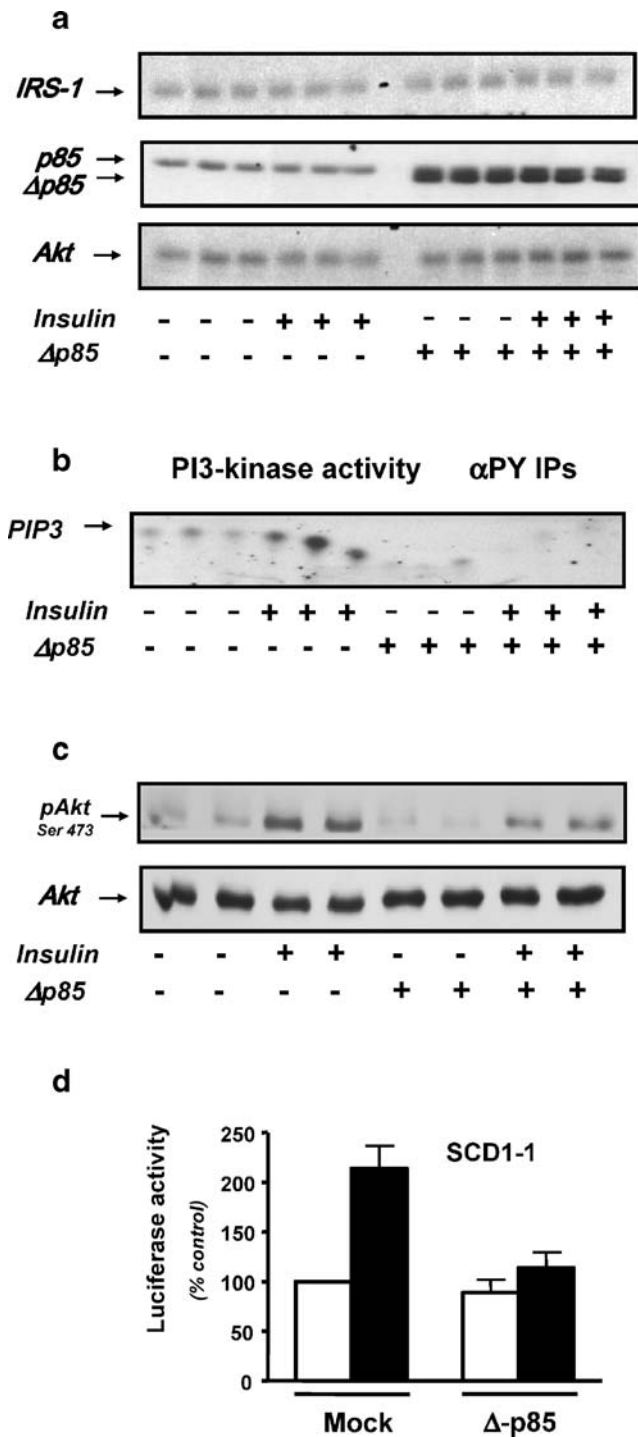 a
IRS-1
p85
Δp85
Akt
Insulin - - - + + + - - - + + +
Δp85 - - - - - - + + + + + +
b
PI3-kinase activity αPY IPs
PIP3
Insulin - - - + + + - - - + + +
Δp85 - - - - - - + + + + + +
c
pAkt
Ser 473
Akt
Insulin - - + + - - + +
Δp85 - - - - + + + +
d
Luciferase activity
(% control)
250
200
150
100
50
0
SCD1-1
Mock Δ-p85